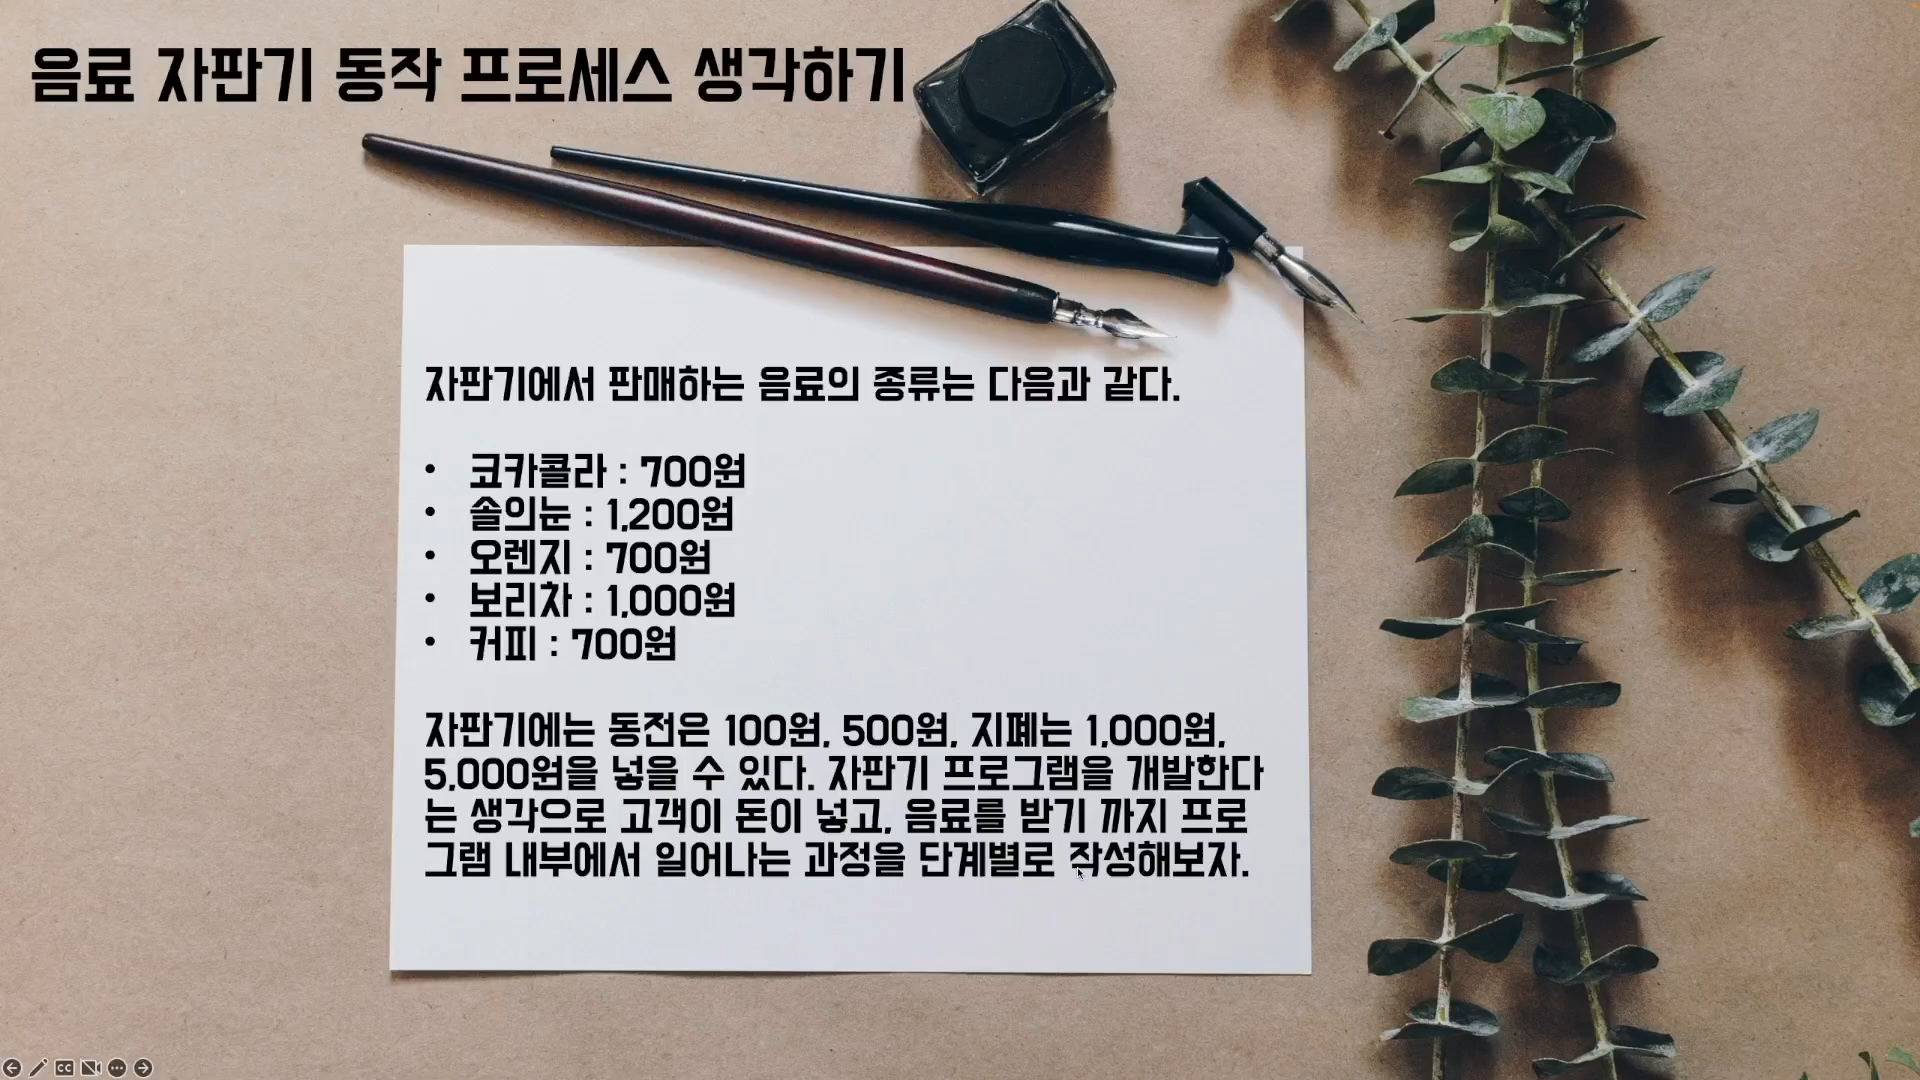 음료 자판기 동작 프로세스 생각하기
자판기에서 판매하는 음료의 종류는 다음과 같다.
• 코카콜라 : 700원
• 솔의눈 : 1,200원
• 오렌지 : 700원
• 보리차 : 1,000원
• 커피 : 700원
자판기에는 동전은 100원, 500원, 지폐는 1,000원,
5,000원을 넣을 수 있다. 자판기 프로그램을 개발한다
는 생각으로 고객이 돈이 넣고, 음료를 받기 까지 프로
그램 내부에서 일어나는 과정을 단계별로 작성해보자.
CC